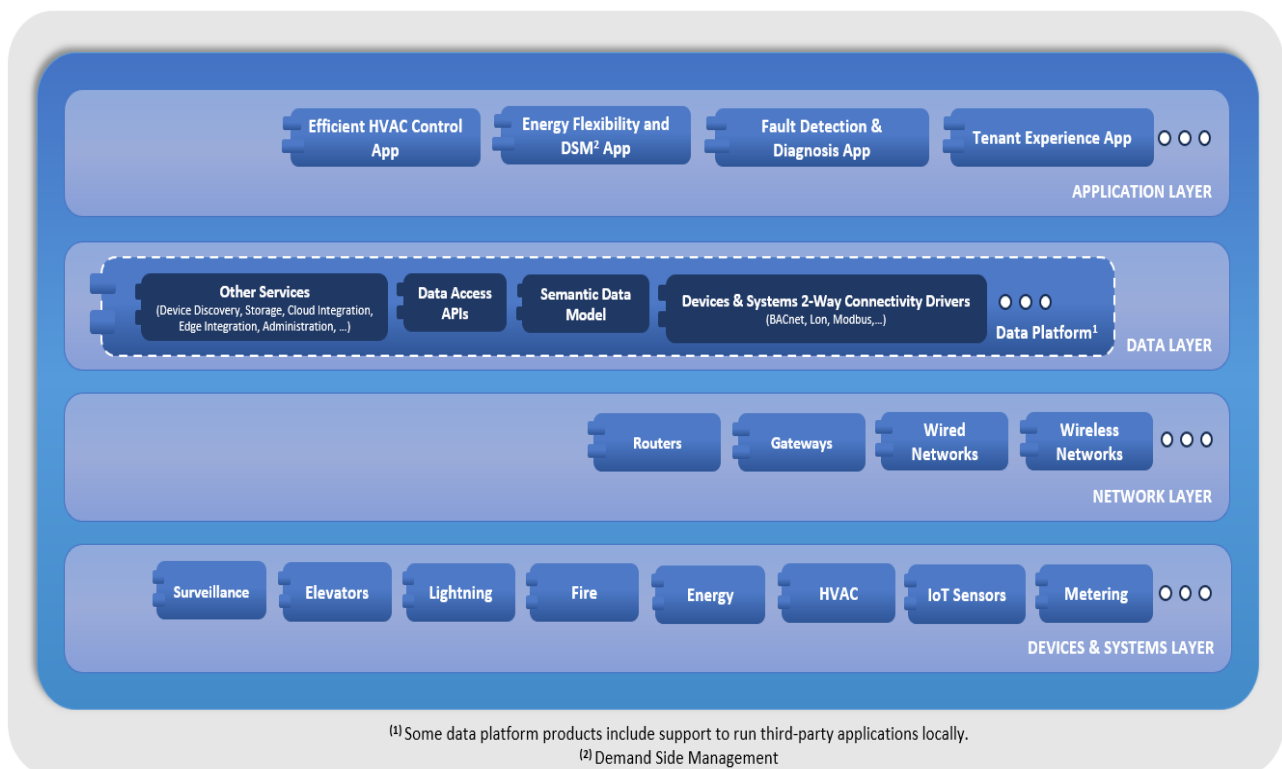 Efficient HVAC Control
App
Energy Flexibility and
DSM² App
Fault Detection &
Diagnosis App
Tenant Experience App
APPLICATION LAYER
Other Services
(Device Discovery, Storage, Cloud Integration,
Edge Integration, Administration, ...)
Data Access
APIs
Semantic Data
Model
Devices & Systems 2-Way Connectivity Drivers
(BACnet, Lon, Modbus,...)
Data Platform¹
DATA LAYER
Routers
Gateways
Wired
Networks
Wireless
Networks
NETWORK LAYER
Surveillance
Elevators
Lightning
Fire
Energy
HVAC
IoT Sensors
Metering
DEVICES & SYSTEMS LAYER
(1) Some data platform products include support to run third-party applications locally.
(2) Demand Side Management